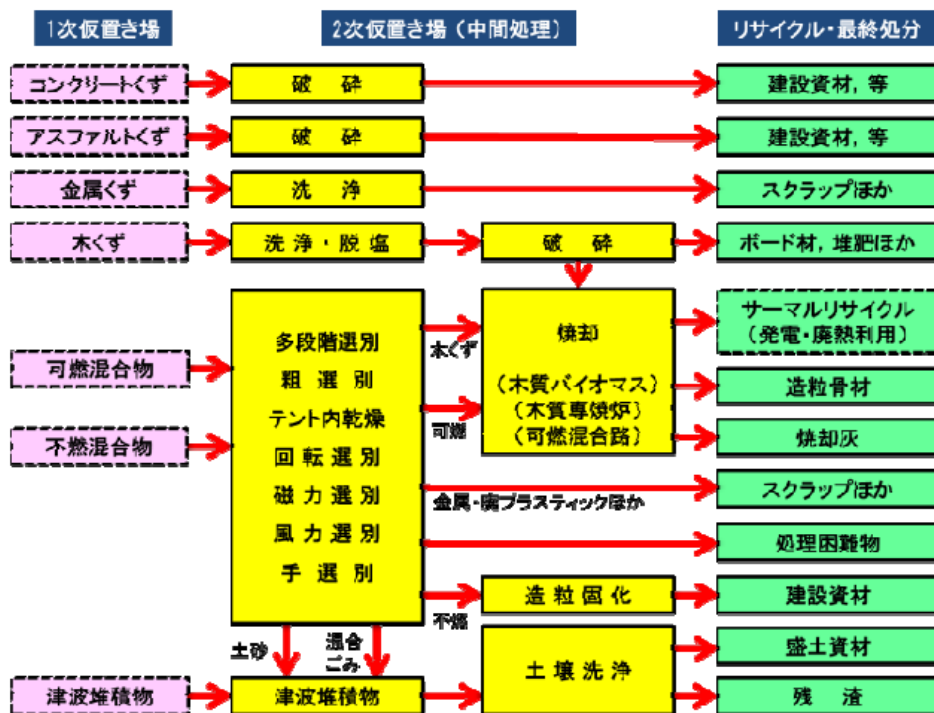 1次仮置き場
2次仮置き場(中間処理)
リサイクル・最終処分
コンクリートくず
破 砕
建設資材, 等
アスファルトくず
破 砕
建設資材, 等
金属くず
洗 浄
スクラップほか
木くず
洗浄・脱塩
破 砕
ボード材, 堆肥ほか
可燃混合物
不燃混合物
多段階選別
粗 選 別
テント内乾燥
回 転 選 別
磁 力 選 別
風 力 選 別
手 選 別
木くず
可燃
焼却
(木質バイオマス)
(木質専焼炉)
(可燃混合路)
サーマルリサイクル
(発電・廃熱利用)
造粒骨材
焼却灰
金属・廃プラスティックほか
スクラップほか
処理困難物
不燃
造 粒 固 化
建設資材
土砂
混合
ごみ
津波堆積物
津波堆積物
土 壌 洗 浄
盛土資材
残 渣